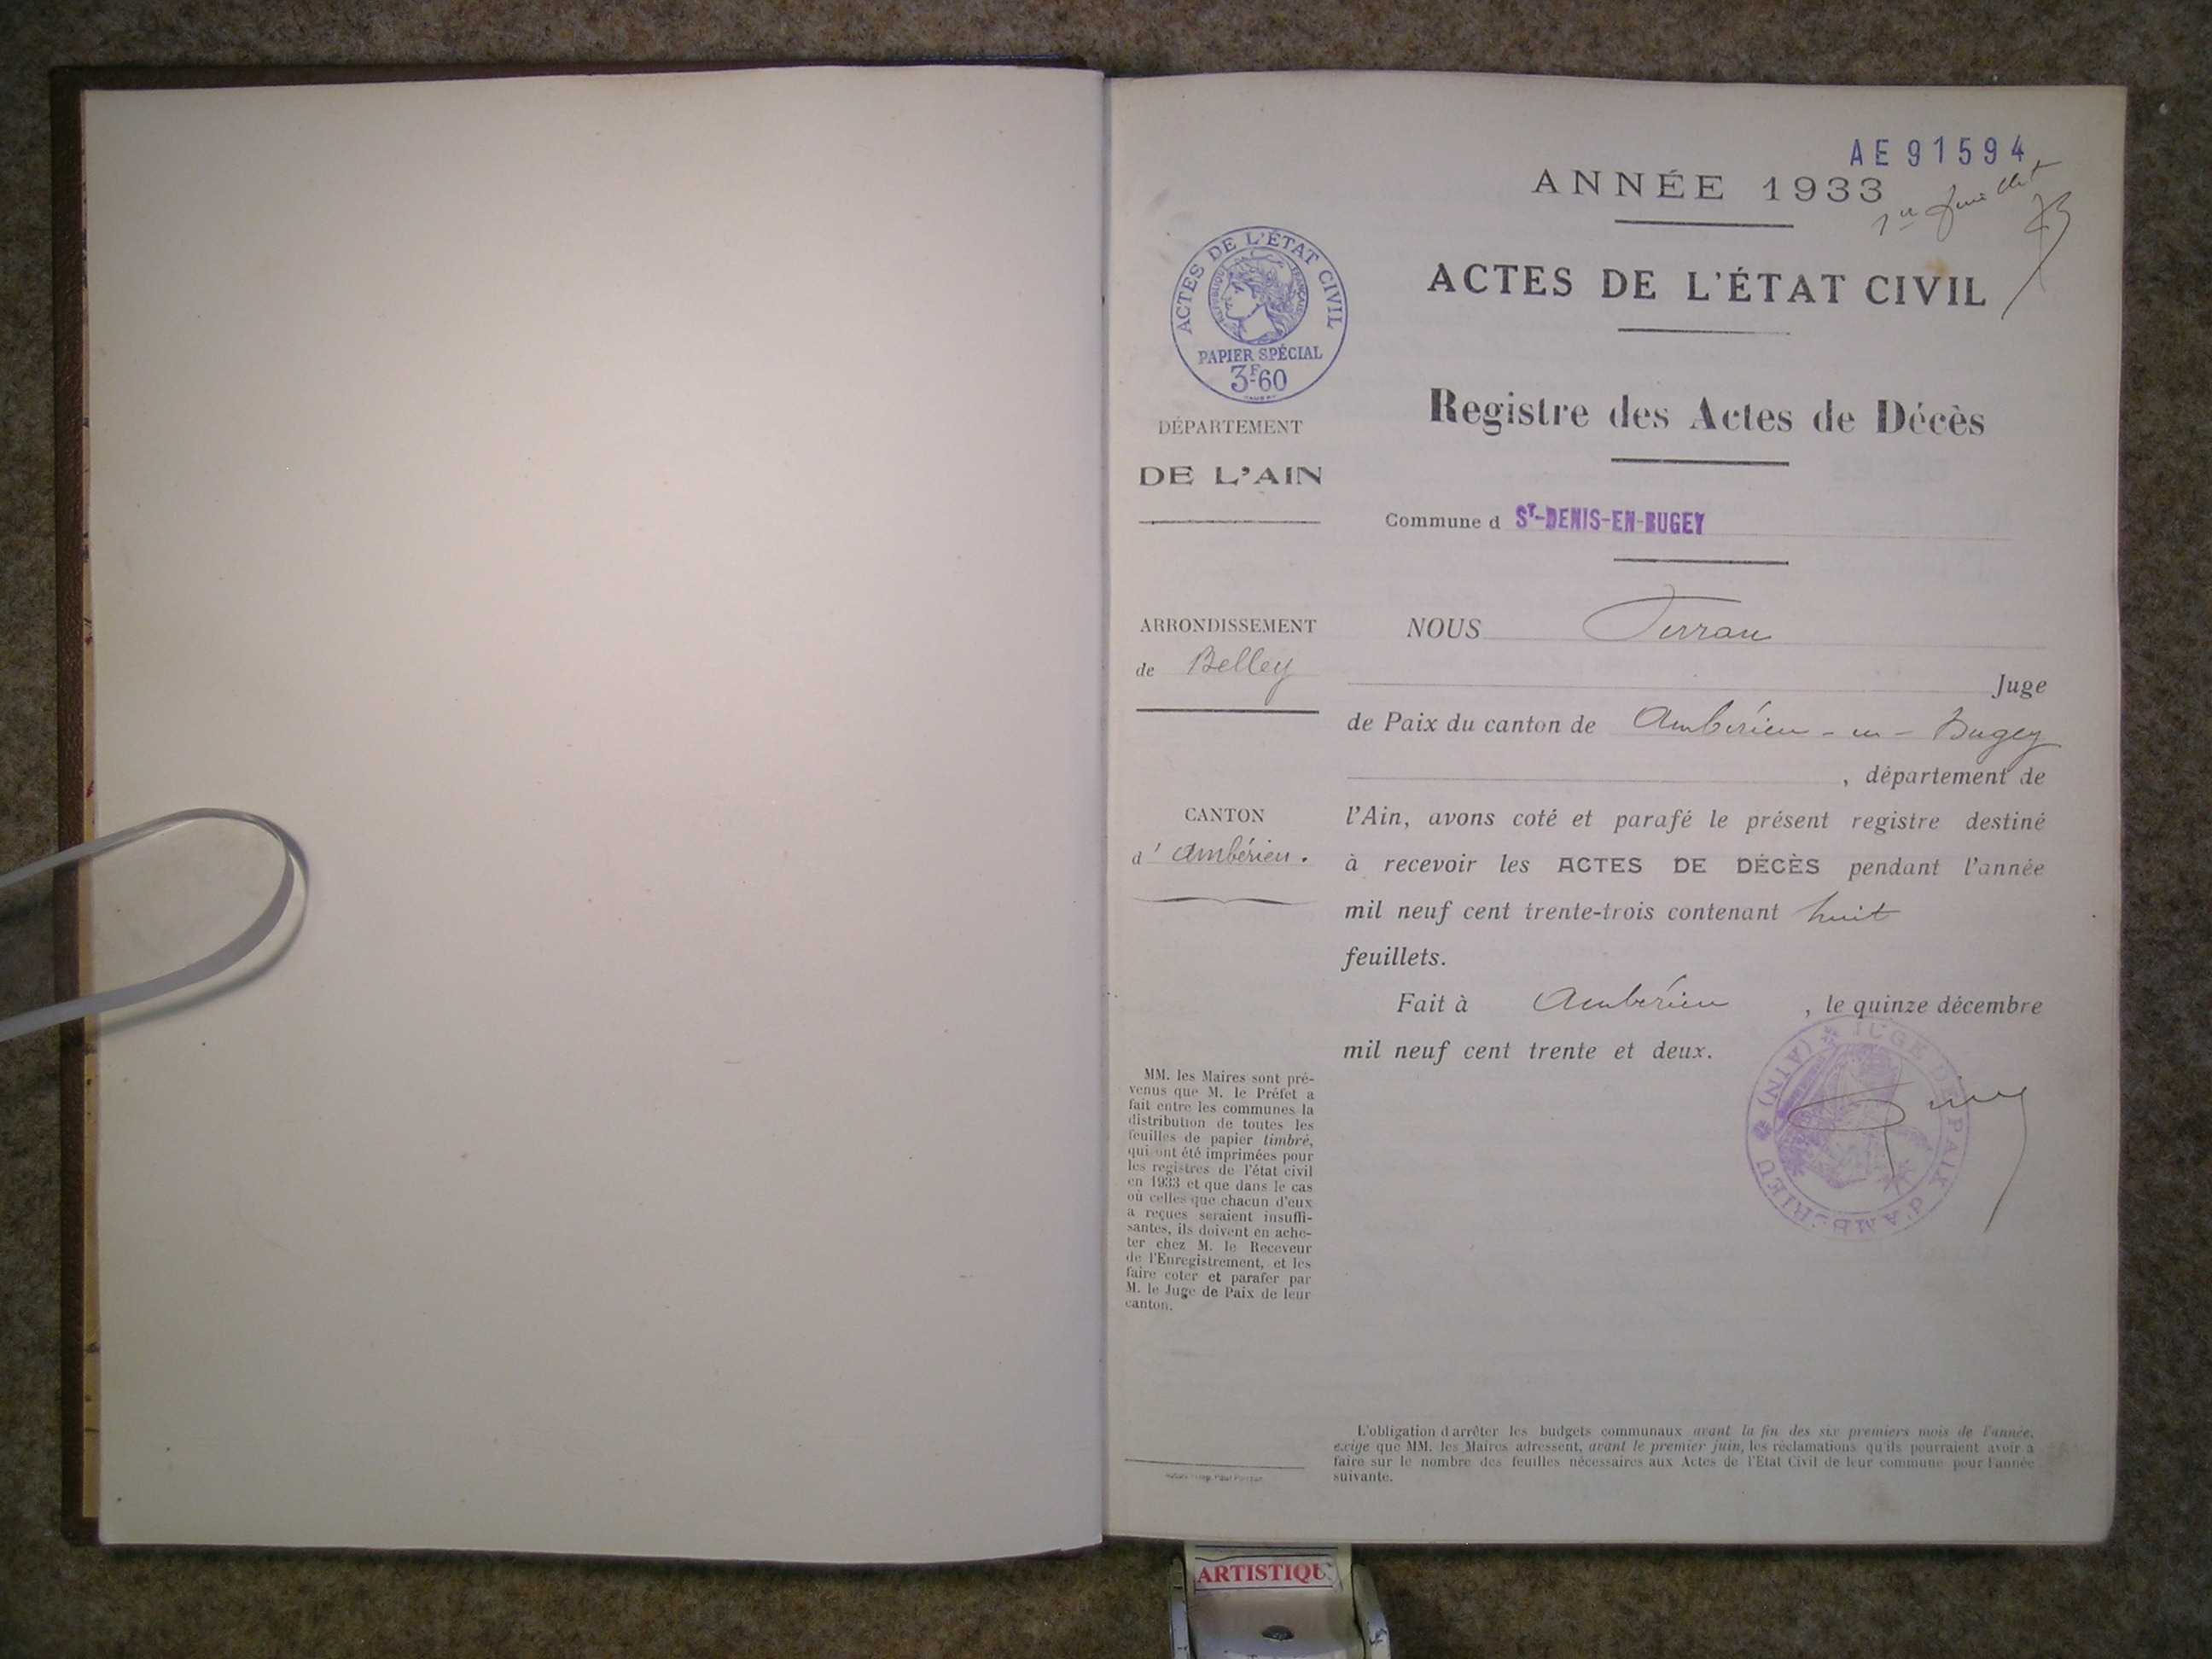 AE 91594
ANNÉE 1933
1er feuillet
ACTES DE L'ÉTAT CIVIL
RÉPUBLIQUE FRANÇAISE
PAPIER SPÉCIAL
3F60
ACTES DE L'ÉTAT CIVIL
Registre des Actes de Décès
DÉPARTEMENT
DE L'AIN
Commune d ST-DENIS-EN-BUGEY
ARRONDISSEMENT
de Belley
CANTON
d' Ambérieu.
NOUS
Juge
de Paix du canton de Ambérieu-en-Bugey
, département de
l'Ain, avons coté et parafé le présent registre destiné
à recevoir les ACTES DE DÉCÈS pendant l'année
mil neuf cent trente-trois contenant huit
feuillets.
Fait à Ambérieu, le quinze décembre
mil neuf cent trente et deux.
JUGE DE PAIX D'AMBÉRIEU (AIN)
MM. les Maires sont pré-
venus que M. le Préfet a
fait entre les communes la
distribution de toutes les
feuilles de papier timbré,
qui ont été imprimées pour
les registres de l'état civil
en 1933 et que dans le cas
où celles que chacun d'eux
a reçues seraient insuffi-
santes, ils doivent en ache-
ter chez M. le Receveur
de l'Enregistrement, et les
faire coter et parafer par
M. le Juge de Paix de leur
canton.
L'obligation d'arrêter les budgets communaux avant la fin des six premiers mois de l'année,
exige que MM. les Maires adressent, avant le premier juin, les réclamations qu'ils pourraient avoir à
faire sur le nombre des feuilles nécessaires aux Actes de l'Etat Civil de leur commune pour l'année
suivante.
ARTISTIQU